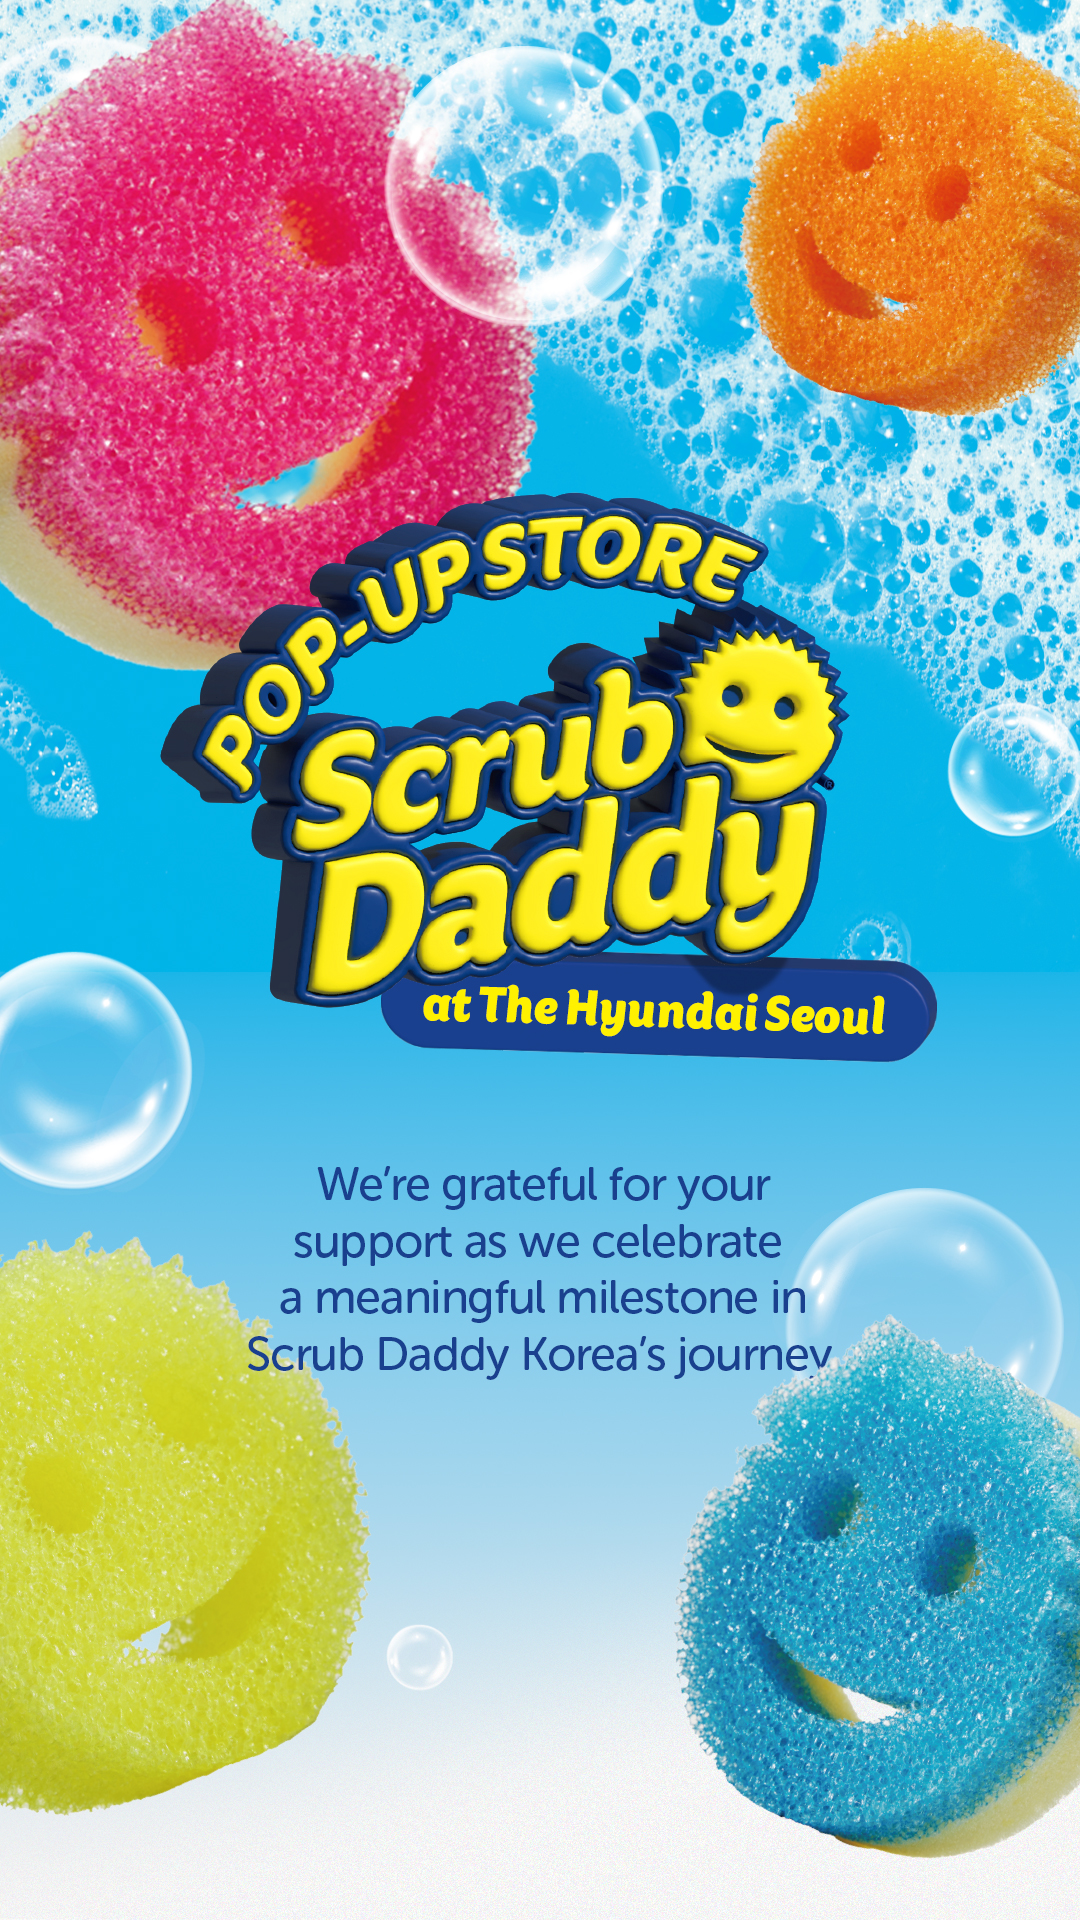 POP-UP STORE
Scrub
Daddy
at The Hyundai Seoul
We're grateful for your
support as we celebrate
a meaningful milestone in
Scrub Daddy Korea's journey